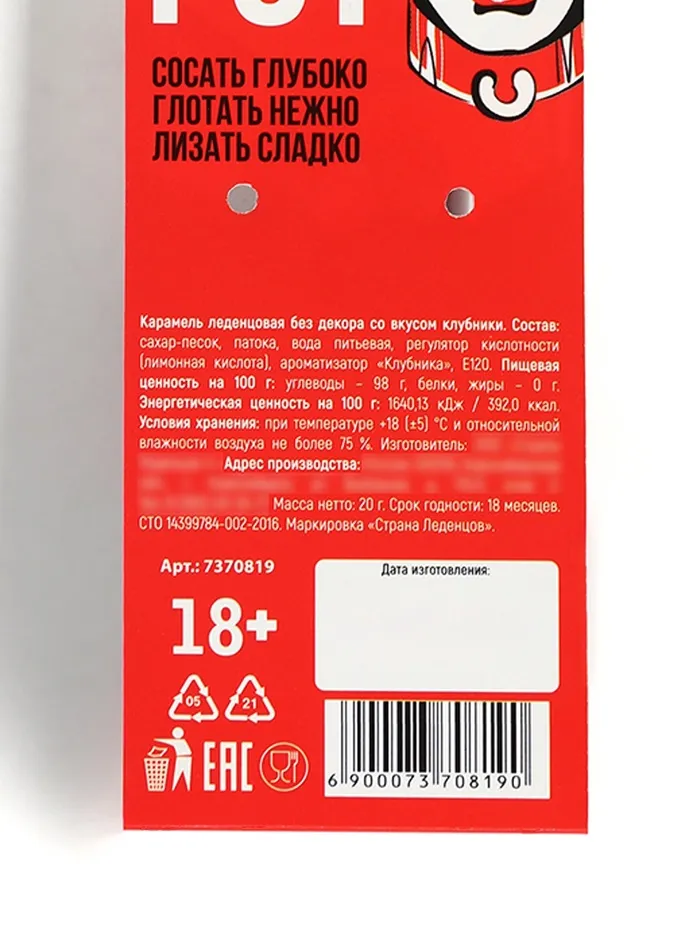 СОСАТЬ ГЛУБОКО
ГЛОТАТЬ НЕЖНО
ЛИЗАТЬ СЛАДКО
Карамель леденцовая без декора со вкусом клубники. Состав:
сахар-песок, патока, вода питьевая, регулятор кислотности
(лимонная кислота), ароматизатор «Клубника», Е120. Пищевая
ценность на 100 г: углеводы – 98 г, белки, жиры – 0 г.
Энергетическая ценность на 100 г: 1640,13 кДж / 392,0 ккал.
Условия хранения: при температуре +18 (±5) °С и относительной
влажности воздуха не более 75 %. Изготовитель:
Адрес производства:
Масса нетто: 20 г. Срок годности: 18 месяцев.
СТО 14399784-002-2016. Маркировка «Страна Леденцов».
Арт.: 7370819
Дата изготовления:
18+
05
21
EAC
6 900073 708190